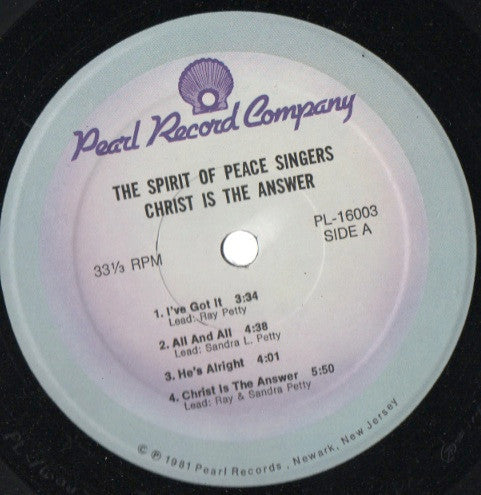 Pearl Record Company
THE SPIRIT OF PEACE SINGERS
CHRIST IS THE ANSWER
PL-16003
SIDE A
33⅓ RPM
1. I've Got It 3:34
Lead: Ray Petty
2. All And All 4:38
Lead: Sandra L. Petty
3. He's Alright 4:01
4. Christ Is The Answer 5:50
Lead: Ray & Sandra Petty
© ℗ 1981 Pearl Records , Newark, New Jersey